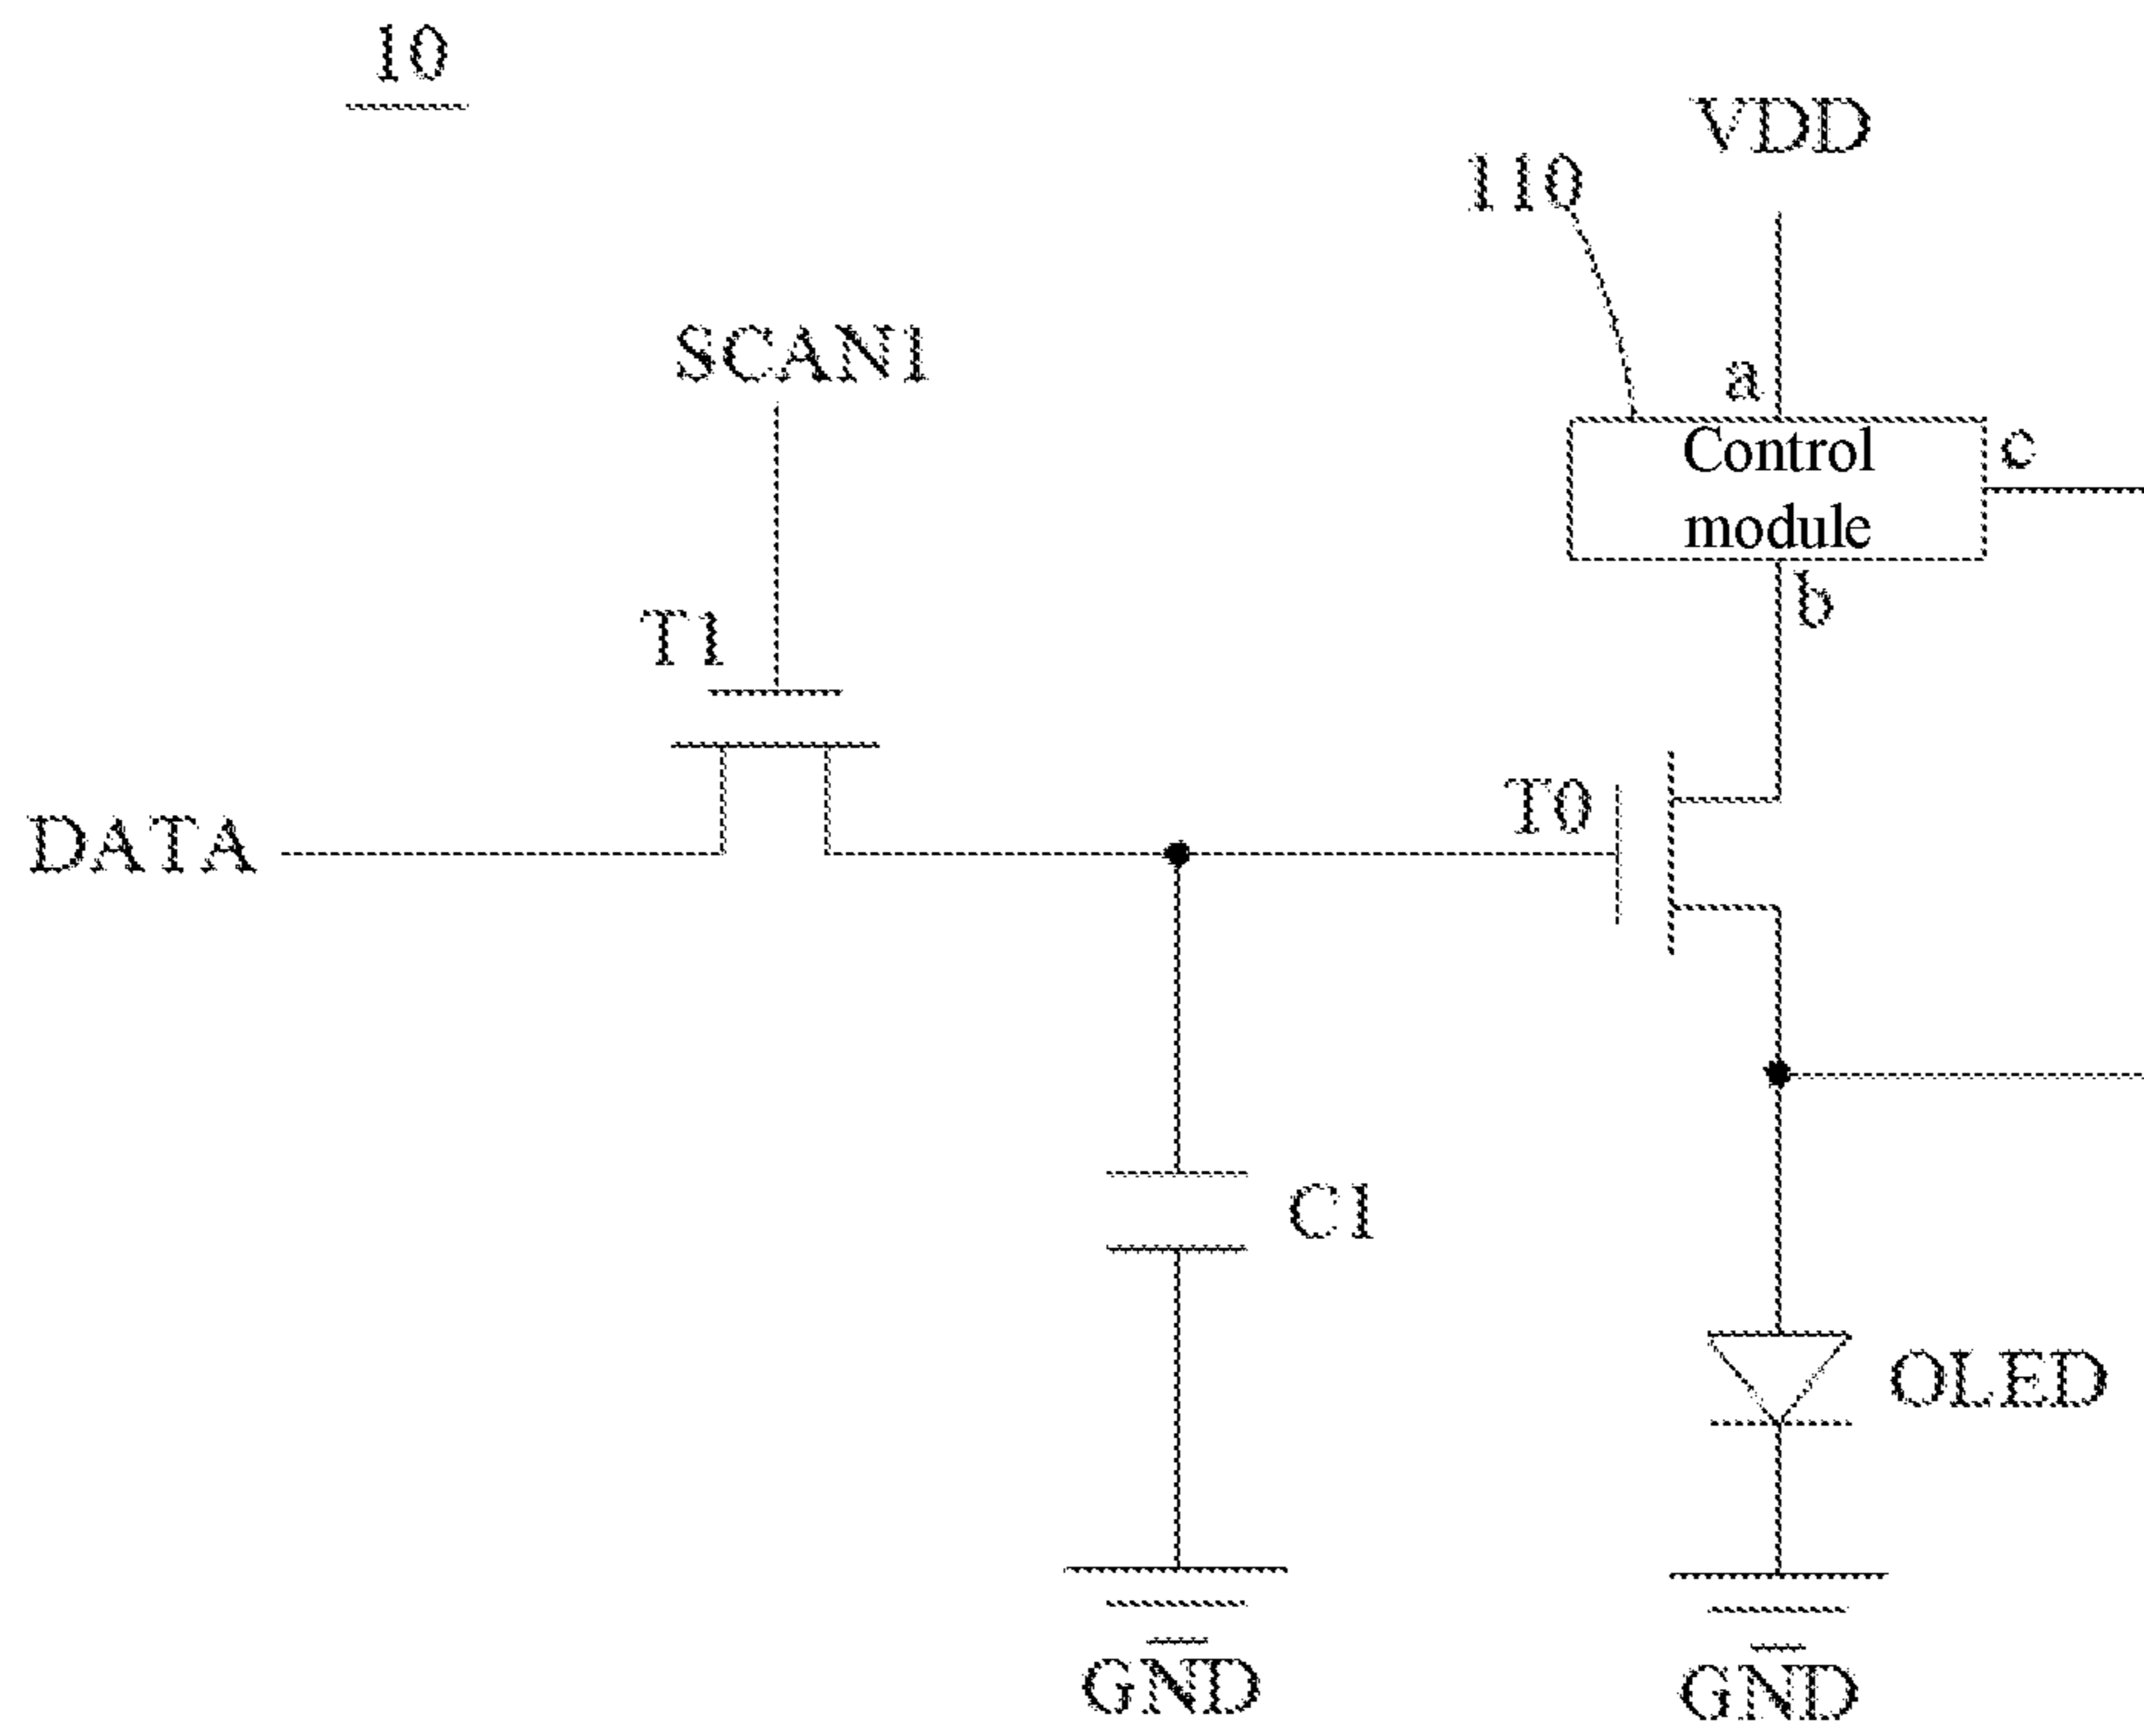 10
VDD
110
SCAN1
a
Control
module
c
b
T1
T0
DATA
C1
OLED
GND
GND